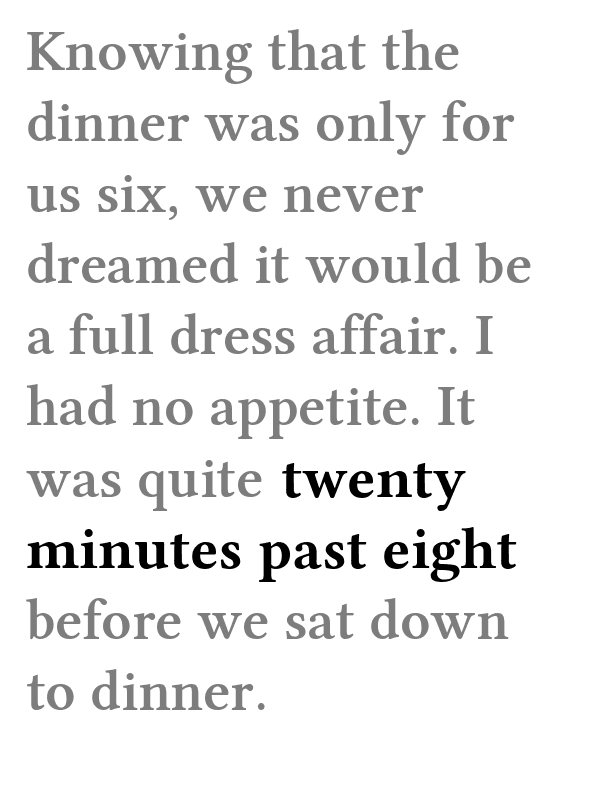 Knowing that the
dinner was only for
us six, we never
dreamed it would be
a full dress affair. I
had no appetite. It
was quite twenty
minutes past eight
before we sat down
to dinner.